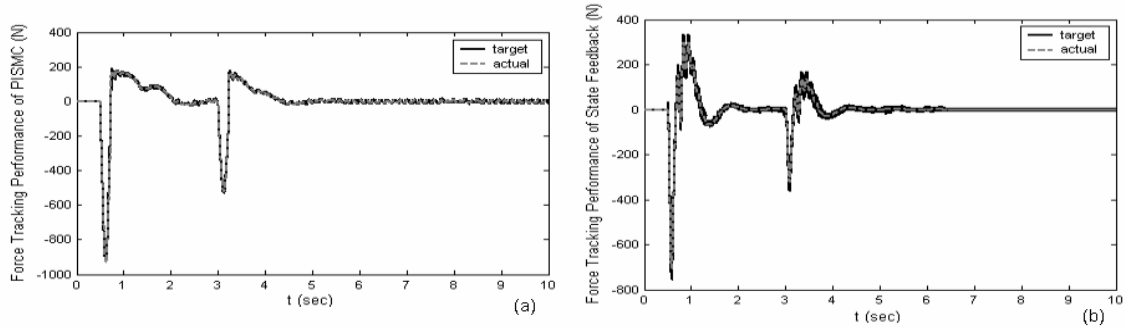 Force Tracking Performance of PISMC (N)
400
200
0
-200
-400
-600
-800
-1000
0 1 2 3 4 5 6 7 8 9 10
t (sec)
target
actual
(a)
Force Tracking Performance of State Feedback (N)
400
200
0
-200
-400
-600
-800
0 1 2 3 4 5 6 7 8 9 10
t (sec)
target
actual
(b)